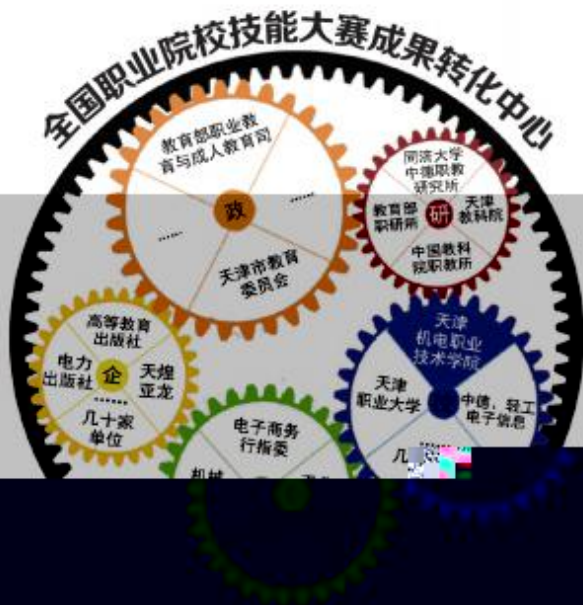 全国职业院校技能大赛成果转化中心
教育部职业教
育与成人教育司
政
......
......
天津市教育
委员会
同济大学
中德职教
研究所
教育部
职研所
研
天津
教科院
中国教科
院职教所
高等教育
出版社
电力
出版社
企
天煌
亚龙
......
几十家
单位
天津
机电职业
技术学院
天津
职业大学
中德、轻工
电子信息
......
几
电子商务
行指委
机械